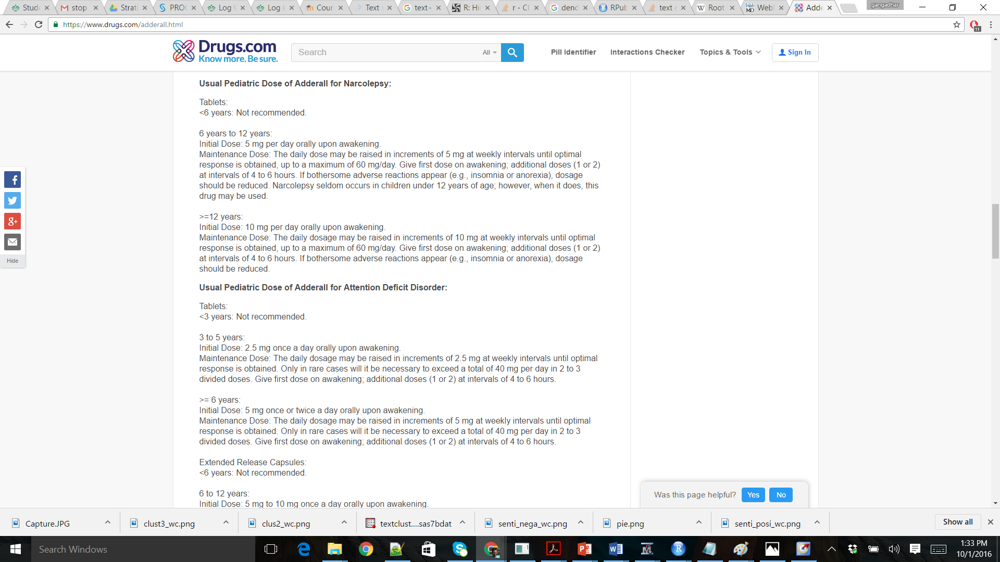 Stude
stop
Strati
PROC
Log
Log
Cour
Text
text+
R: Hi
r - Cl
dend
RPub
text
Root
Web
Adde
gangadhar
https://www.drugs.com/adderall.html
11
Drugs.com
Know more. Be sure.
Search
All
Pill Identifier
Interactions Checker
Topics & Tools
Sign In
Usual Pediatric Dose of Adderall for Narcolepsy:
Tablets:
<6 years: Not recommended.
6 years to 12 years:
Initial Dose: 5 mg per day orally upon awakening.
Maintenance Dose: The daily dose may be raised in increments of 5 mg at weekly intervals until optimal
response is obtained, up to a maximum of 60 mg/day. Give first dose on awakening; additional doses (1 or 2)
at intervals of 4 to 6 hours. If bothersome adverse reactions appear (e.g., insomnia or anorexia), dosage
should be reduced. Narcolepsy seldom occurs in children under 12 years of age; however, when it does, this
drug may be used.
>=12 years:
Initial Dose: 10 mg per day orally upon awakening.
Maintenance Dose: The daily dosage may be raised in increments of 10 mg at weekly intervals until optimal
response is obtained, up to a maximum of 60 mg/day. Give first dose on awakening; additional doses (1 or 2)
at intervals of 4 to 6 hours. If bothersome adverse reactions appear (e.g., insomnia or anorexia), dosage
should be reduced.
Usual Pediatric Dose of Adderall for Attention Deficit Disorder:
Tablets:
<3 years: Not recommended.
3 to 5 years:
Initial Dose: 2.5 mg once a day orally upon awakening.
Maintenance Dose: The daily dosage may be raised in increments of 2.5 mg at weekly intervals until optimal
response is obtained. Only in rare cases will it be necessary to exceed a total of 40 mg per day in 2 to 3
divided doses. Give first dose on awakening; additional doses (1 or 2) at intervals of 4 to 6 hours.
>= 6 years:
Initial Dose: 5 mg once or twice a day orally upon awakening.
Maintenance Dose: The daily dosage may be raised in increments of 5 mg at weekly intervals until optimal
response is obtained. Only in rare cases will it be necessary to exceed a total of 40 mg per day in 2 to 3
divided doses. Give first dose on awakening; additional doses (1 or 2) at intervals of 4 to 6 hours.
Extended Release Capsules:
<6 years: Not recommended.
6 to 12 years:
Initial Dose: 5 mg to 10 mg once a day orally upon awakening.
Hide
Was this page helpful?
Yes
No
Capture.JPG
clust3_wc.png
clus2_wc.png
textclust....sas7bdat
senti_nega_wc.png
pie.png
senti_posi_wc.png
Show all
Search Windows
1:33 PM
10/1/2016